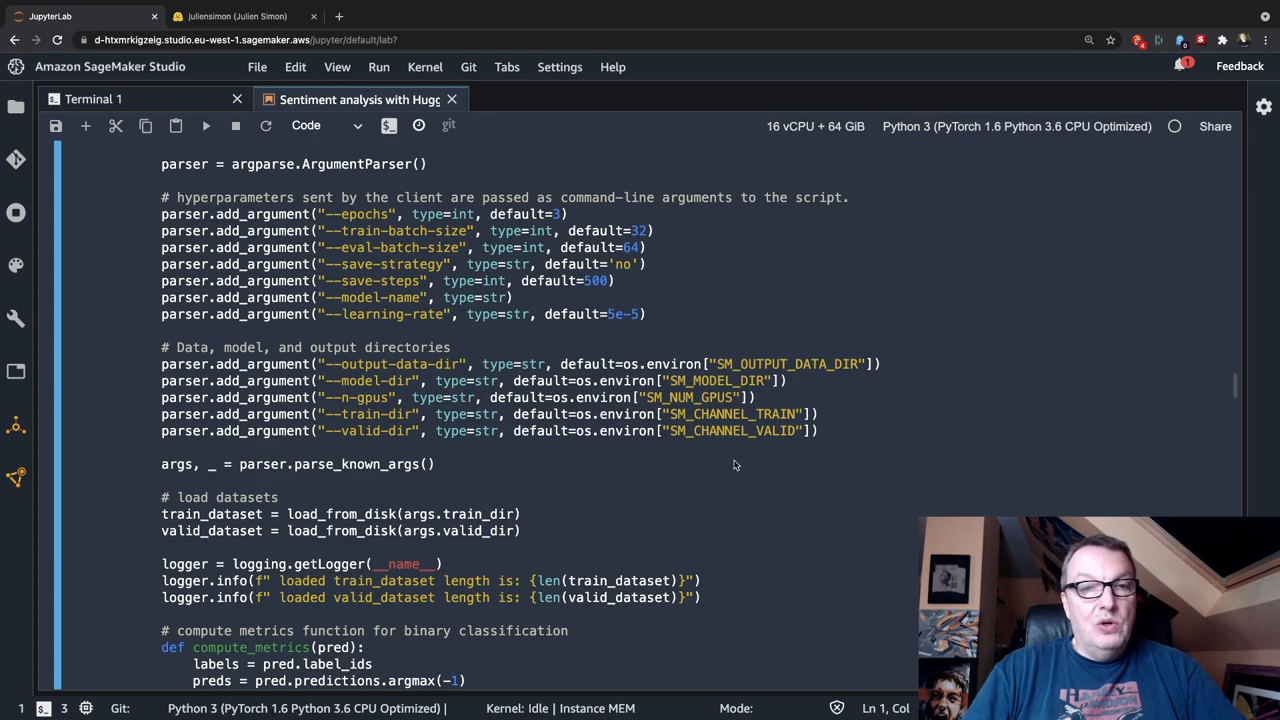 JupyterLab
juliensimon (Julien Simon)
d-htxmrkigzeig.studio.eu-west-1.sagemaker.aws/jupyter/default/lab?
4
0
S
Amazon SageMaker Studio
File Edit View Run Kernel Git Tabs Settings Help
1
Feedback
Terminal 1
Sentiment analysis with Hugg
Code
git
16 vCPU + 64 GiB
Python 3 (PyTorch 1.6 Python 3.6 CPU Optimized)
Share
parser = argparse.ArgumentParser()
# hyperparameters sent by the client are passed as command-line arguments to the script.
parser.add_argument("--epochs", type=int, default=3)
parser.add_argument("--train-batch-size", type=int, default=32)
parser.add_argument("--eval-batch-size", type=int, default=64)
parser.add_argument("--save-strategy", type=str, default='no')
parser.add_argument("--save-steps", type=int, default=500)
parser.add_argument("--model-name", type=str)
parser.add_argument("--learning-rate", type=str, default=5e-5)
# Data, model, and output directories
parser.add_argument("--output-data-dir", type=str, default=os.environ["SM_OUTPUT_DATA_DIR"])
parser.add_argument("--model-dir", type=str, default=os.environ["SM_MODEL_DIR"])
parser.add_argument("--n-gpus", type=str, default=os.environ["SM_NUM_GPUS"])
parser.add_argument("--train-dir", type=str, default=os.environ["SM_CHANNEL_TRAIN"])
parser.add_argument("--valid-dir", type=str, default=os.environ["SM_CHANNEL_VALID"])
args, _ = parser.parse_known_args()
# load datasets
train_dataset = load_from_disk(args.train_dir)
valid_dataset = load_from_disk(args.valid_dir)
logger = logging.getLogger(__name__)
logger.info(f" loaded train_dataset length is: {len(train_dataset)}")
logger.info(f" loaded valid_dataset length is: {len(valid_dataset)}")
# compute metrics function for binary classification
def compute_metrics(pred):
labels = pred.label_ids
preds = pred.predictions.argmax(-1)
1
3
Git:
Python 3 (PyTorch 1.6 Python 3.6 CPU Optimized) |
Kernel: Idle | Instance MEM
Mode:
Ln 1, Col